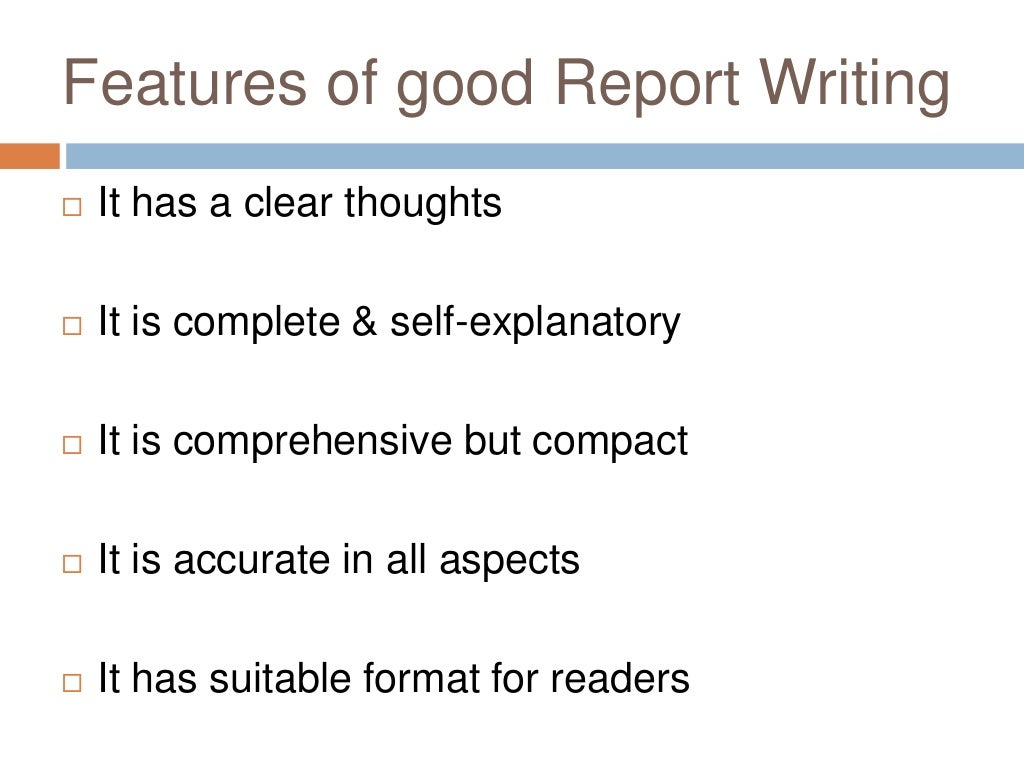 Features of good Report Writing
It has a clear thoughts
It is complete & self-explanatory
It is comprehensive but compact
It is accurate in all aspects
It has suitable format for readers